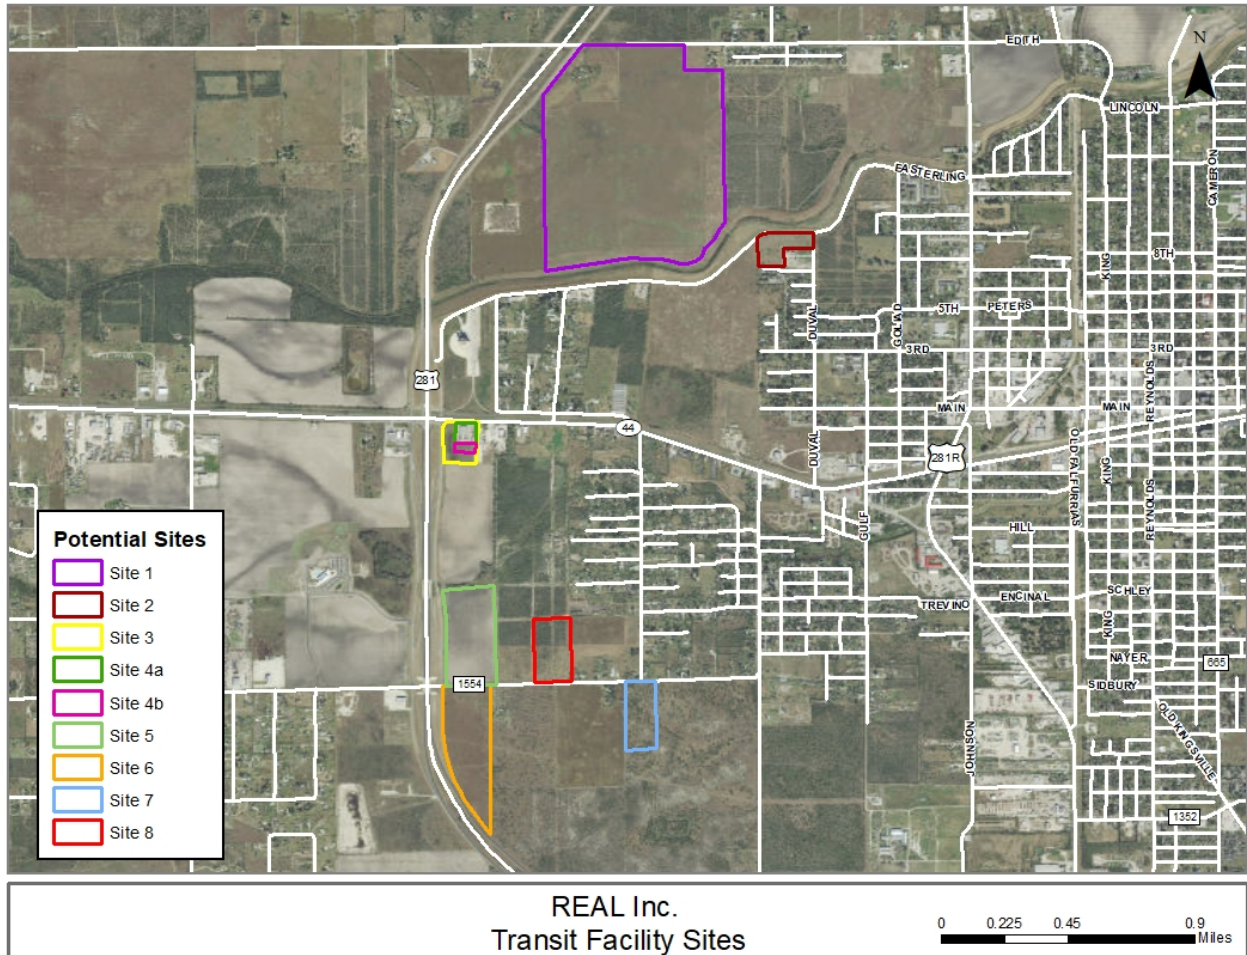 EDITH
N
LINCOLN
CAMERON
EASTERLING
8TH
KING
5TH
PETERS
DUVAL
GOLIAD
3RD
3RD
REYNOLDS
281
MAIN
MAIN
44
DUVAL
281R
OLD FALFURRIAS
KING
REYNOLDS
GULF
HILL
Potential Sites
Site 1
Site 2
Site 3
Site 4a
Site 4b
Site 5
Site 6
Site 7
Site 8
TREVINO
ENCINAL
SCHLEY
KING
NAYER
665
1554
SIDBURY
OLD KINGSVILLE
JOHNSON
1352
REAL Inc.
Transit Facility Sites
0 0.225 0.45 0.9
Miles